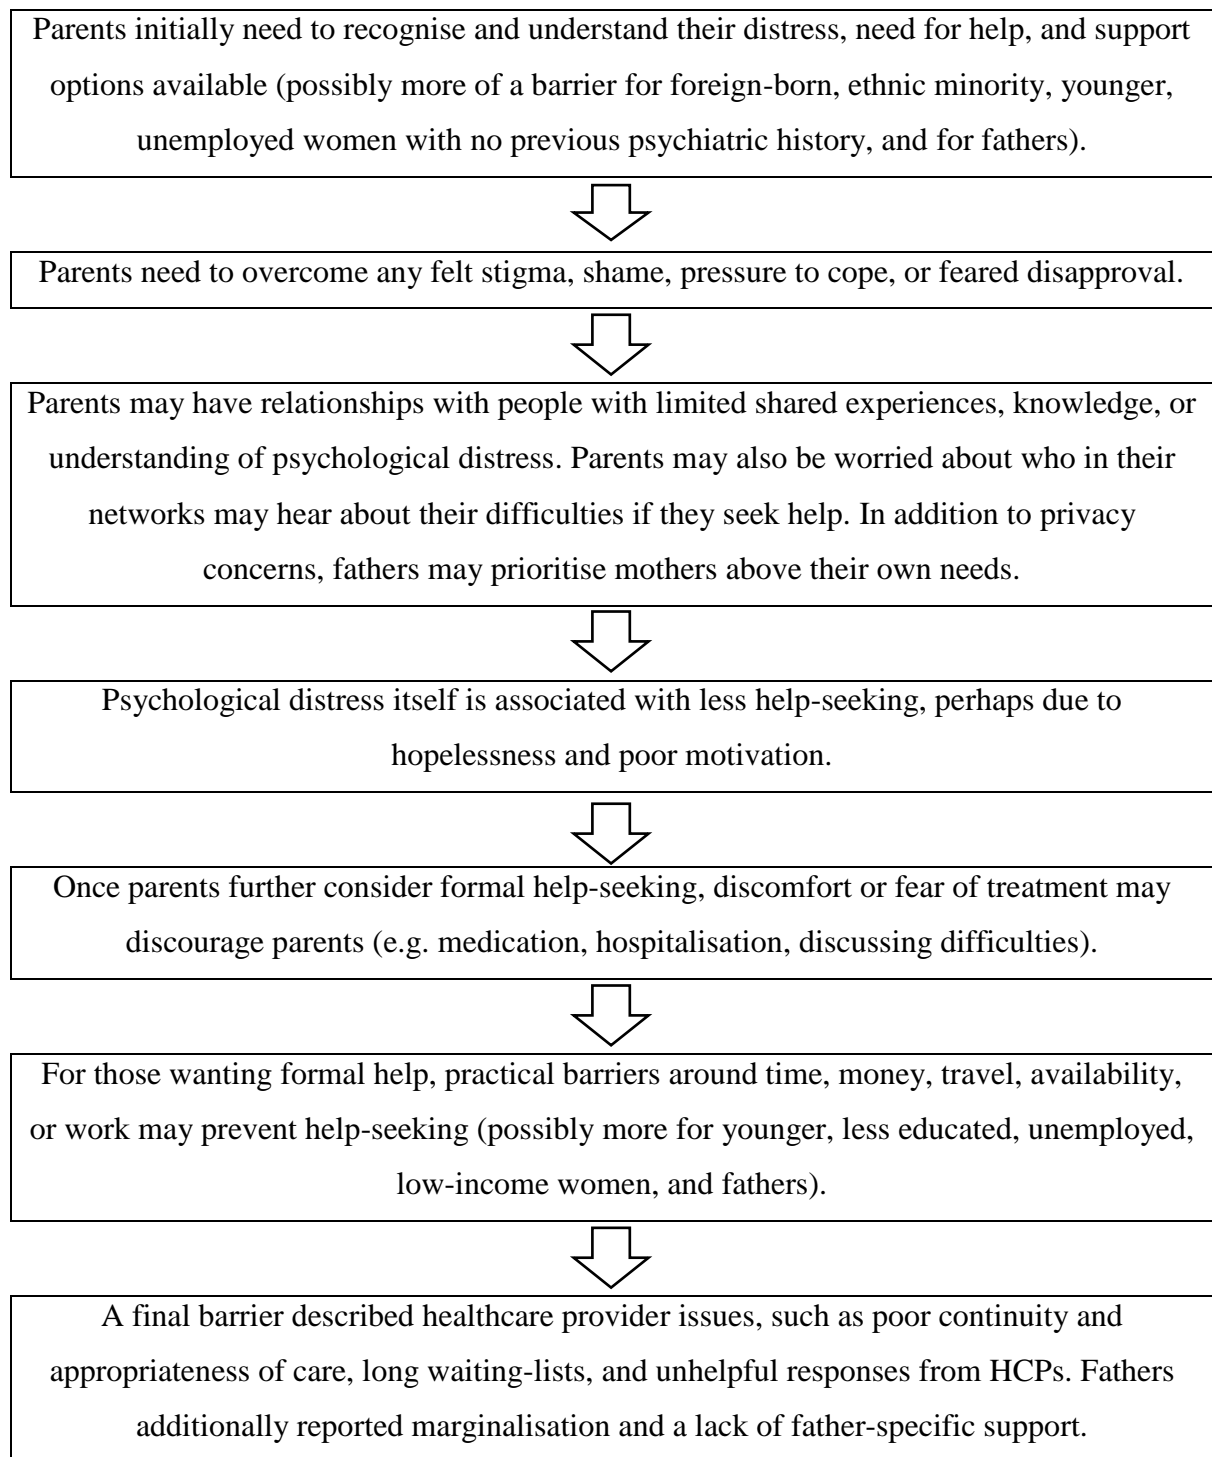 Parents initially need to recognise and understand their distress, need for help, and support
options available (possibly more of a barrier for foreign-born, ethnic minority, younger,
unemployed women with no previous psychiatric history, and for fathers).
Parents need to overcome any felt stigma, shame, pressure to cope, or feared disapproval.
Parents may have relationships with people with limited shared experiences, knowledge, or
understanding of psychological distress. Parents may also be worried about who in their
networks may hear about their difficulties if they seek help. In addition to privacy
concerns, fathers may prioritise mothers above their own needs.
Psychological distress itself is associated with less help-seeking, perhaps due to
hopelessness and poor motivation.
Once parents further consider formal help-seeking, discomfort or fear of treatment may
discourage parents (e.g. medication, hospitalisation, discussing difficulties).
For those wanting formal help, practical barriers around time, money, travel, availability,
or work may prevent help-seeking (possibly more for younger, less educated, unemployed,
low-income women, and fathers).
A final barrier described healthcare provider issues, such as poor continuity and
appropriateness of care, long waiting-lists, and unhelpful responses from HCPs. Fathers
additionally reported marginalisation and a lack of father-specific support.